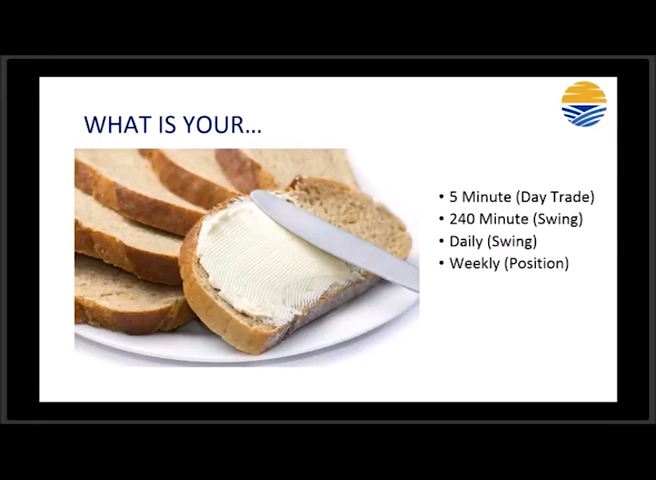 WHAT IS YOUR...
• 5 Minute (Day Trade)
• 240 Minute (Swing)
• Daily (Swing)
• Weekly (Position)